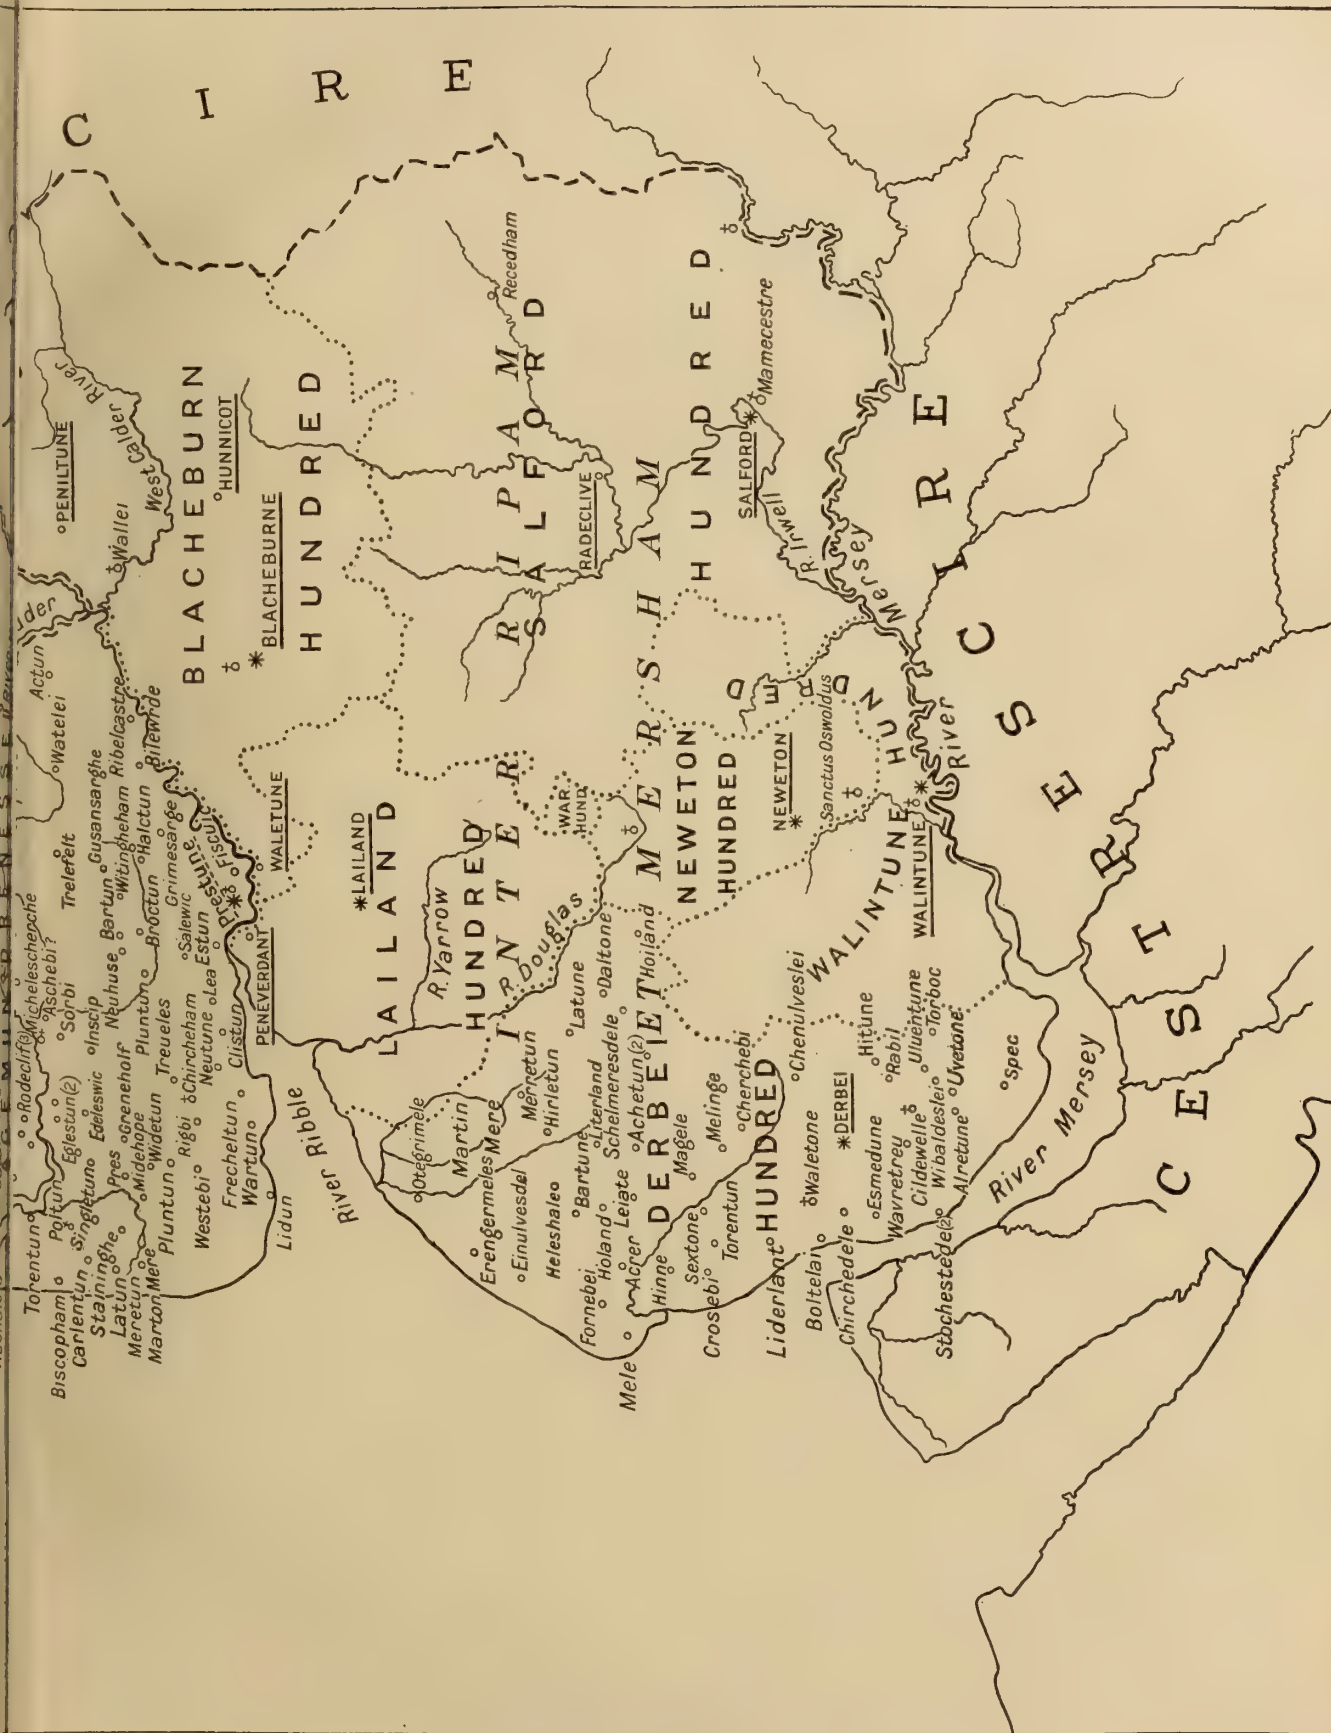 C I R E
River
PENILTUNE
West Calder
Wallei
BLACHEBURN
HUNDRED
HUNNICOT
BLACHEBURNE
Recedham
INTER RIPAM
SALFORD
HUNDRED
RADECLIVE
MERSHAM
Mamecestre
SALFORD
R. Irwell
Mersey
River
CESTRE SCIRE
Actun
Watelei
Ribelcastre
Bilewrde
Gusansarghe
Witingheham
Halctun
Trelefelt
Bartun
Grimesarge
Broctun
Prestune
Fiscuic
WALETUNE
LAILAND
LAILAND
HUNDRED
R. Yarrow
R. Douglas
WAR.
HUND.
NEWETON
HUNDRED
NEWETON
Sanctus Oswoldus
WALINTUNE
HUNDRED
WALINTUNE
Michelescherche
Aschebi?
Sorbi
Rodeclif(3)
Inscip
Neuhuse
Pluntun
Salewic
Estun
Lea
PENEVERDANT
Eglestun(2)
Edeleswic
Greneholf
Treueles
Chincheham
Neutune
Clistun
Pres
Midehope
Widetun
Rigbi
Frecheltun
Wartun
Torentun
Poltun
Singletun
Biscopham
Carlentun
Staininghe
Latun
Meretun
Marton Mere
Pluntun
Westebi
Lidun
River Ribble
Otegrimele
Martin
Mere
Merretun
Hirletun
Latune
Daltone
Hoiland
Literland
Schelmeresdele
Achetun(2)
Erengermeles
Einulvesdel
Heleshale
Bartune
Fornebei
Holand
Leiate
Acrer
Hinne
Mele
DERBEI
HUNDRED
Magele
Melinge
Cherchebi
Chenulveslei
Sextone
Torentun
Crosebi
Liderlant
Waletone
DERBEI
Boltelai
Chirchedele
Hitune
Rabil
Uluentune
Torboc
Esmedune
Wavretreu
Cildewelle
Wibaldeslei
Uvetone
Alretune
Stochestede(2)
Spec
River Mersey